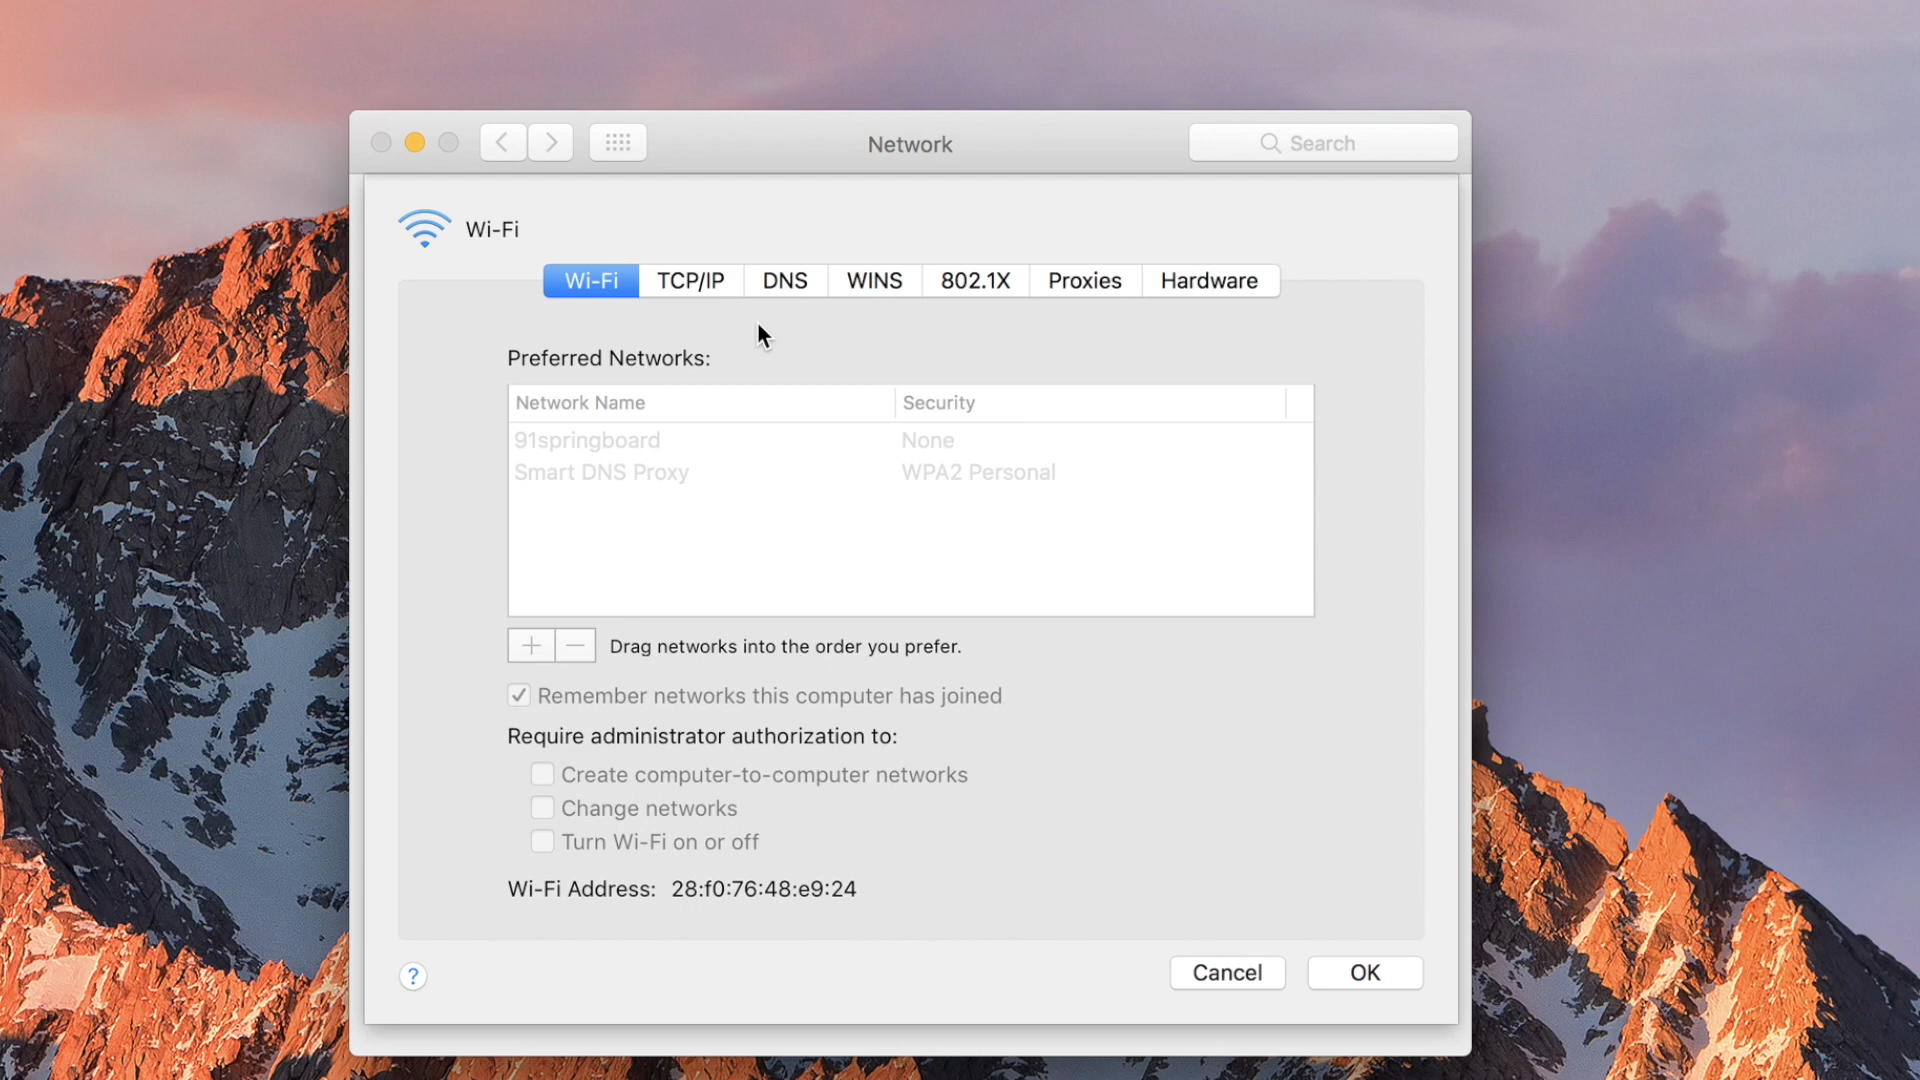 Network
Search
Wi-Fi
Wi-Fi TCP/IP DNS WINS 802.1X Proxies Hardware
Preferred Networks:
Network Name Security
91springboard None
Smart DNS Proxy WPA2 Personal
Drag networks into the order you prefer.
Remember networks this computer has joined
Require administrator authorization to:
Create computer-to-computer networks
Change networks
Turn Wi-Fi on or off
Wi-Fi Address: 28:f0:76:48:e9:24
? Cancel OK